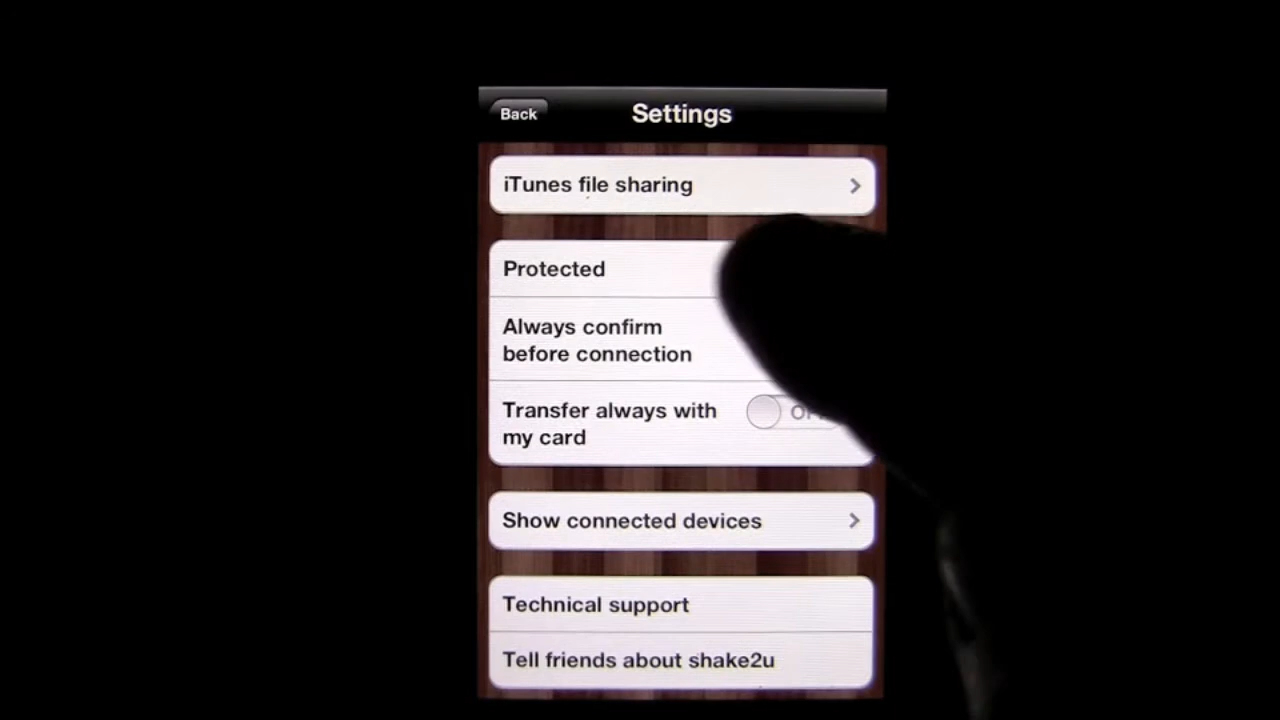 Back
Settings
iTunes file sharing
Protected
Always confirm
before connection
Transfer always with
my card
Show connected devices
Technical support
Tell friends about shake2u